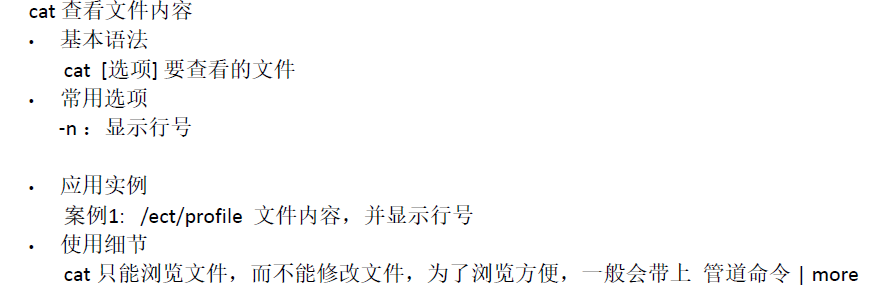 cat 查看文件内容
• 基本语法
cat [选项] 要查看的文件
• 常用选项
-n ：显示行号
• 应用实例
案例1: /ect/profile 文件内容，并显示行号
• 使用细节
cat 只能浏览文件，而不能修改文件，为了浏览方便，一般会带上 管道命令 | more